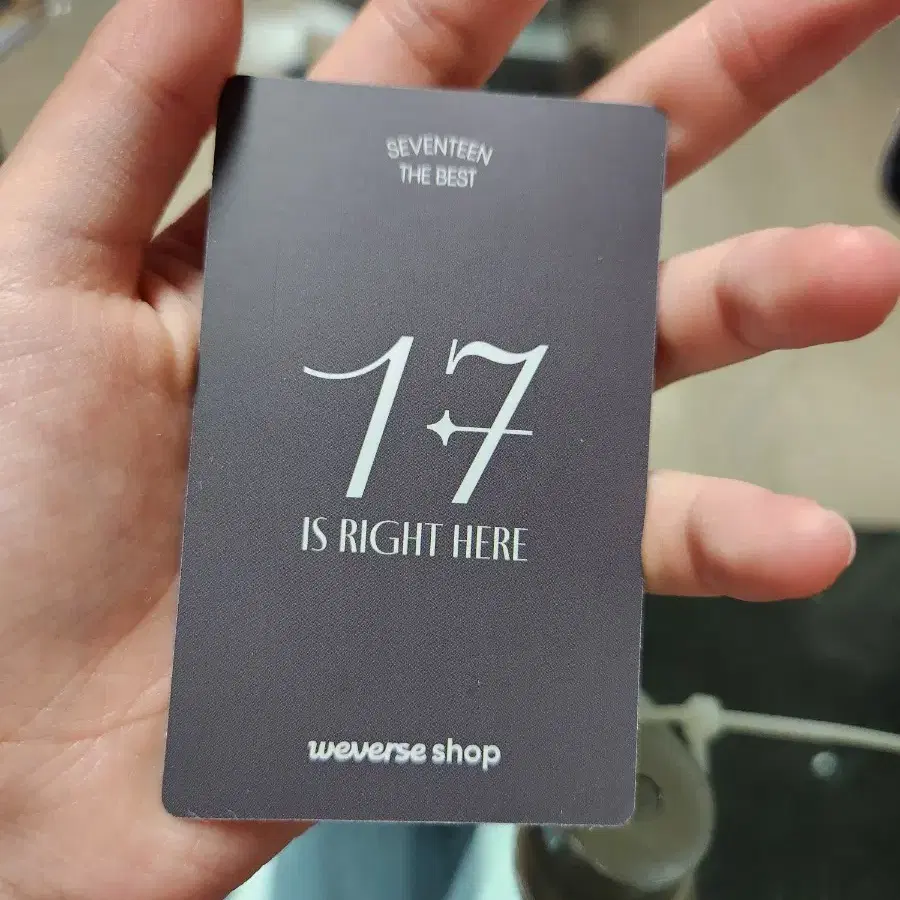 SEVENTEEN
THE BEST
17
IS RIGHT HERE
weverse shop